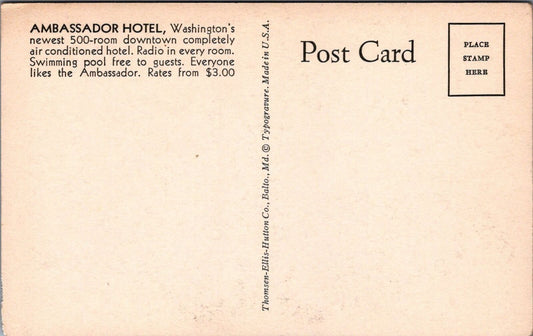 AMBASSADOR HOTEL, Washington's
newest 500-room downtown completely
air conditioned hotel. Radio in every room.
Swimming pool free to guests. Everyone
likes the Ambassador. Rates from $3.00
Thomsen-Ellis-Hutton Co., Balto., Md. © Typogravure. Made in U.S.A.
Post Card
PLACE
STAMP
HERE